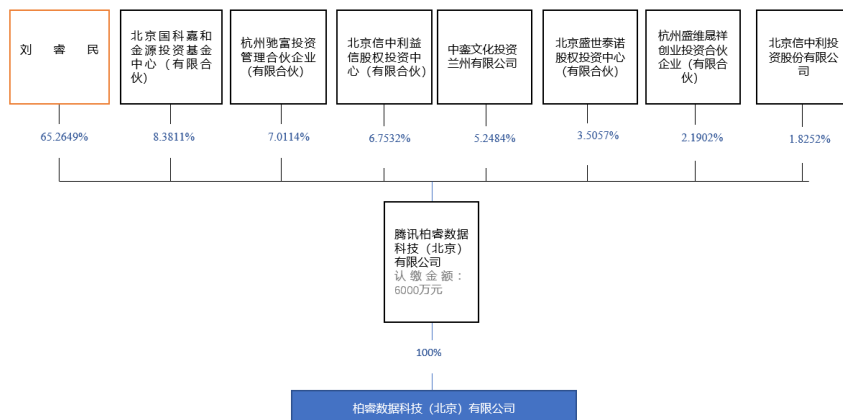 刘睿民
北京国科嘉和
金源投资基金
中心（有限合
伙）
杭州驰富投资
管理合伙企业
(有限合伙)
北京信中利益
信股权投资中
心（有限合伙）
中銮文化投资
兰州有限公司
北京盛世泰诺
股权投资中心
(有限合伙)
杭州盛维晟祥
创业投资合伙
企业（有限合
伙）
北京信中利投
资股份有限公
司
65.2649%
8.3811%
7.0114%
6.7532%
5.2484%
3.5057%
2.1902%
1.8252%
腾讯柏睿数据
科技（北京）
有限公司
认缴金额：
6000万元
100%
柏睿数据科技（北京）有限公司